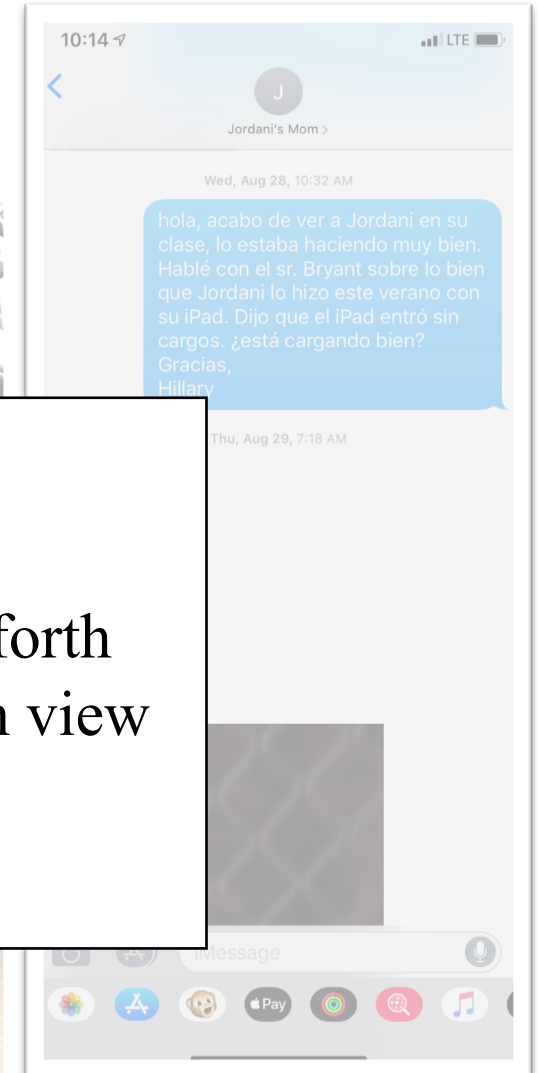 10:14
LTE
J
Jordani's Mom >
Wed, Aug 28, 10:32 AM
hola, acabo de ver a Jordani en su
clase, lo estaba haciendo muy bien.
Hablé con el sr. Bryant sobre lo bien
que Jordani lo hizo este verano con
su iPad. Dijo que el iPad entró sin
cargos. ¿está cargando bien?
Gracias,
Hillary
Thu, Aug 29, 7:18 AM
forth
view
iMessage
Pay